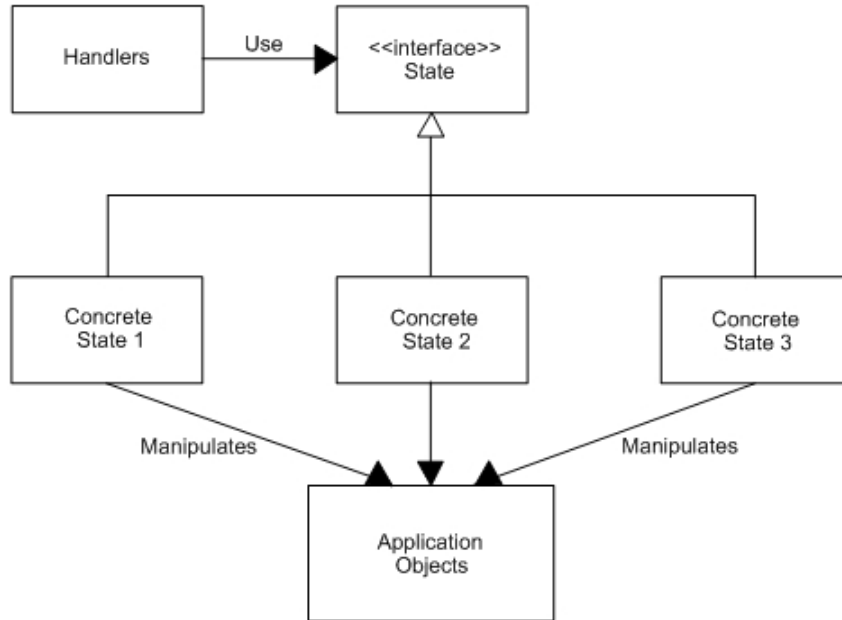 Handlers
Use
<<interface>>
State
Concrete
State 1
Concrete
State 2
Concrete
State 3
Manipulates
Manipulates
Application
Objects